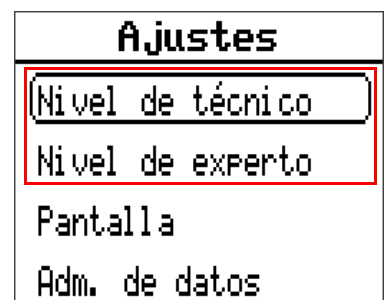 Ajustes
Nivel de técnico
Nivel de experto
Pantalla
Adm. de datos